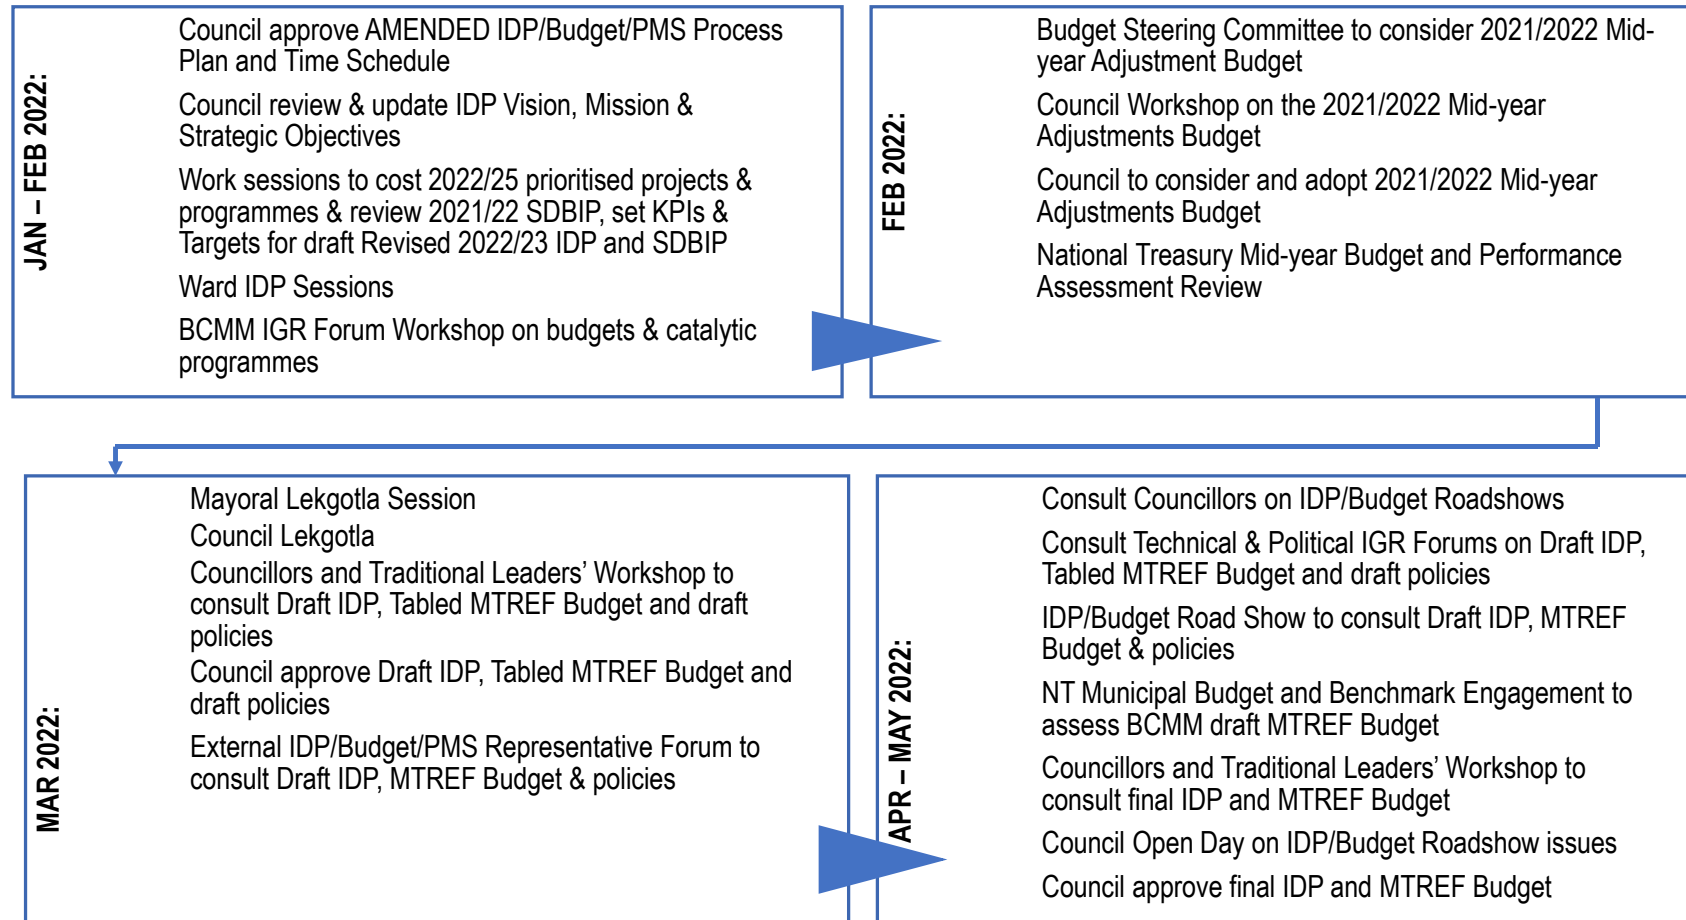 JAN – FEB 2022:
Council approve AMENDED IDP/Budget/PMS Process
Plan and Time Schedule
Council review & update IDP Vision, Mission &
Strategic Objectives
Work sessions to cost 2022/25 prioritised projects &
programmes & review 2021/22 SDBIP, set KPIs &
Targets for draft Revised 2022/23 IDP and SDBIP
Ward IDP Sessions
BCMM IGR Forum Workshop on budgets & catalytic
programmes
FEB 2022:
Budget Steering Committee to consider 2021/2022 Mid-
year Adjustment Budget
Council Workshop on the 2021/2022 Mid-year
Adjustments Budget
Council to consider and adopt 2021/2022 Mid-year
Adjustments Budget
National Treasury Mid-year Budget and Performance
Assessment Review
MAR 2022:
Mayoral Lekgotla Session
Council Lekgotla
Councillors and Traditional Leaders’ Workshop to
consult Draft IDP, Tabled MTREF Budget and draft
policies
Council approve Draft IDP, Tabled MTREF Budget and
draft policies
External IDP/Budget/PMS Representative Forum to
consult Draft IDP, MTREF Budget & policies
APR – MAY 2022:
Consult Councillors on IDP/Budget Roadshows
Consult Technical & Political IGR Forums on Draft IDP,
Tabled MTREF Budget and draft policies
IDP/Budget Road Show to consult Draft IDP, MTREF
Budget & policies
NT Municipal Budget and Benchmark Engagement to
assess BCMM draft MTREF Budget
Councillors and Traditional Leaders’ Workshop to
consult final IDP and MTREF Budget
Council Open Day on IDP/Budget Roadshow issues
Council approve final IDP and MTREF Budget